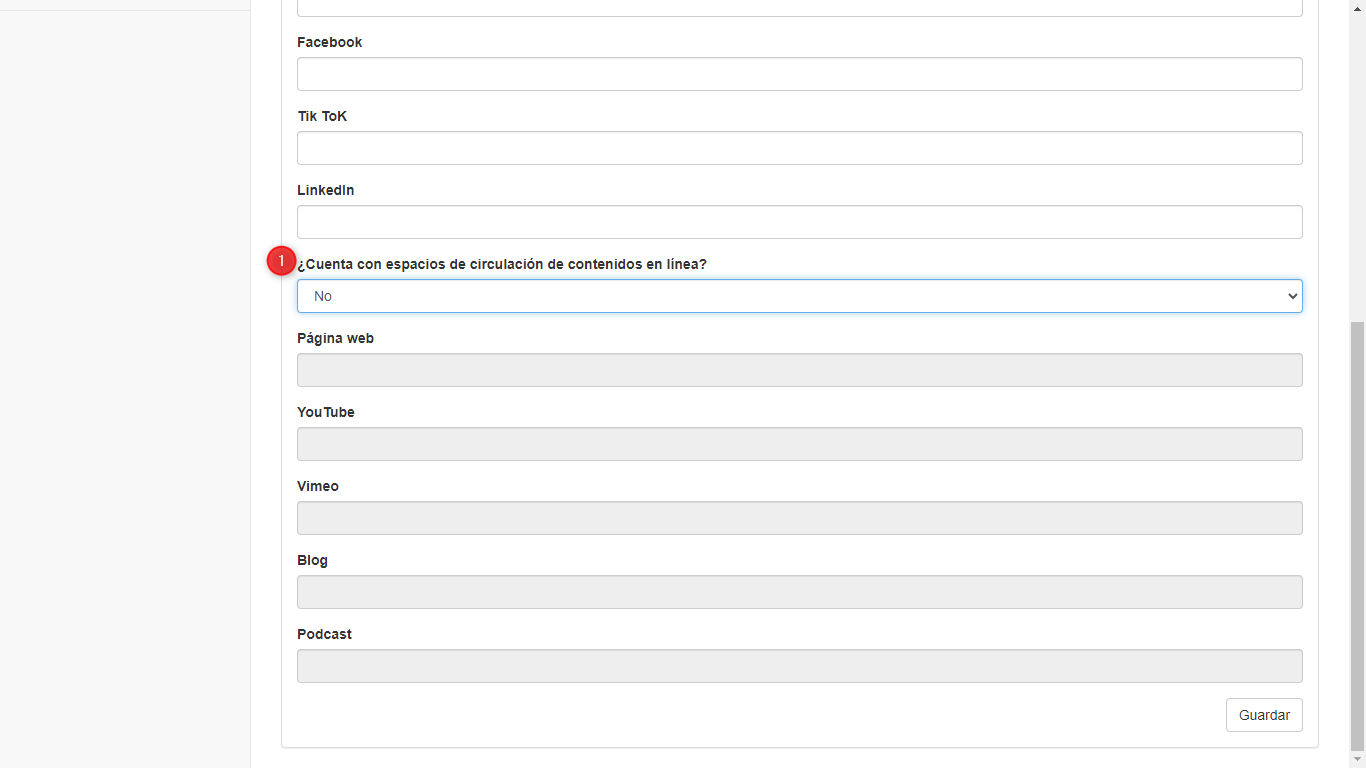 Facebook
Tik ToK
LinkedIn
1
¿Cuenta con espacios de circulación de contenidos en línea?
No
Página web
YouTube
Vimeo
Blog
Podcast
Guardar